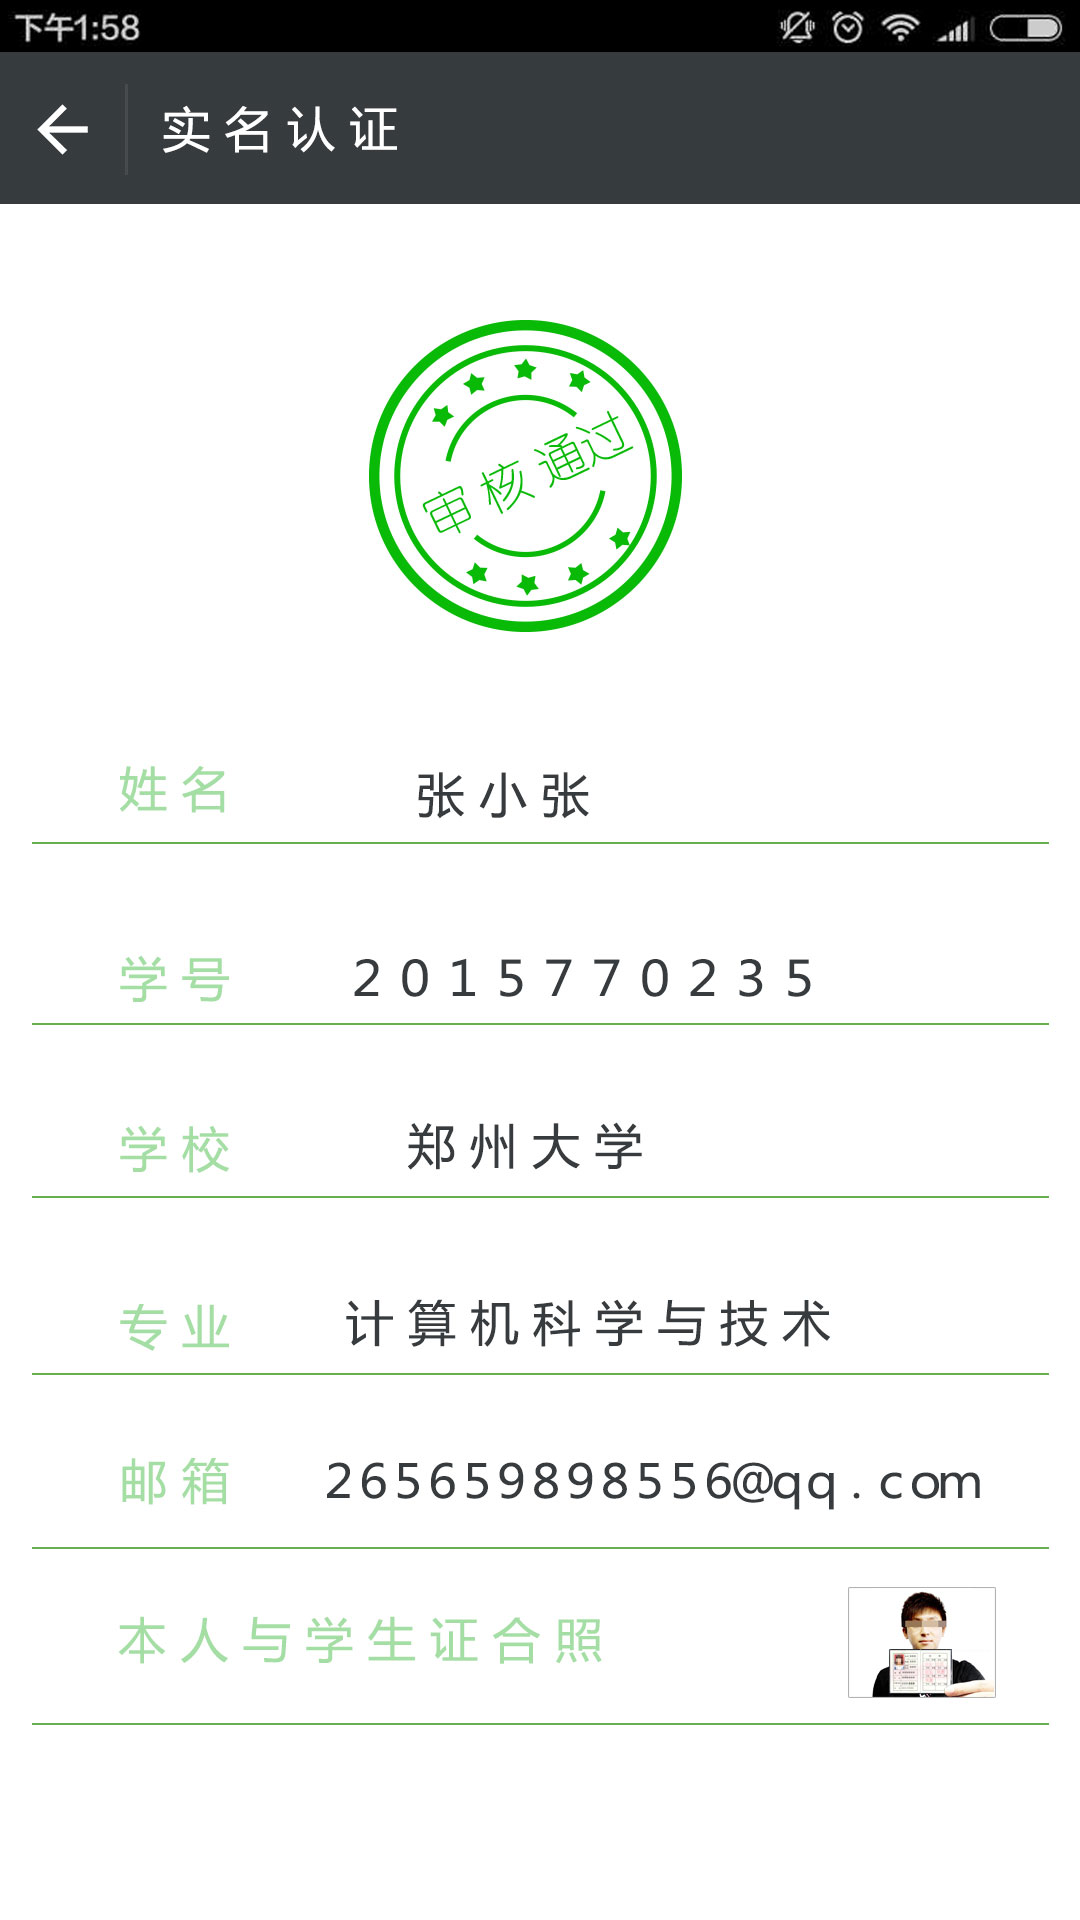 下午1:58
实名认证
审核通过
姓名 张小张
学号 2015770235
学校 郑州大学
专业 计算机科学与技术
邮箱 265659898556@qq.com
本人与学生证合照